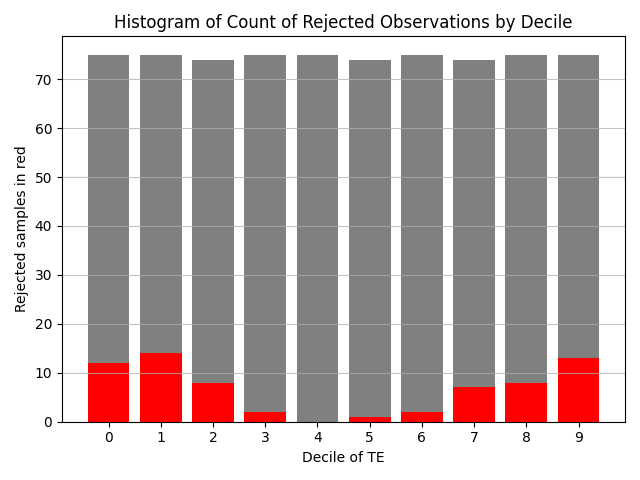 Histogram of Count of Rejected Observations by Decile
Rejected samples in red
70
60
50
40
30
20
10
0
0 1 2 3 4 5 6 7 8 9
Decile of TE